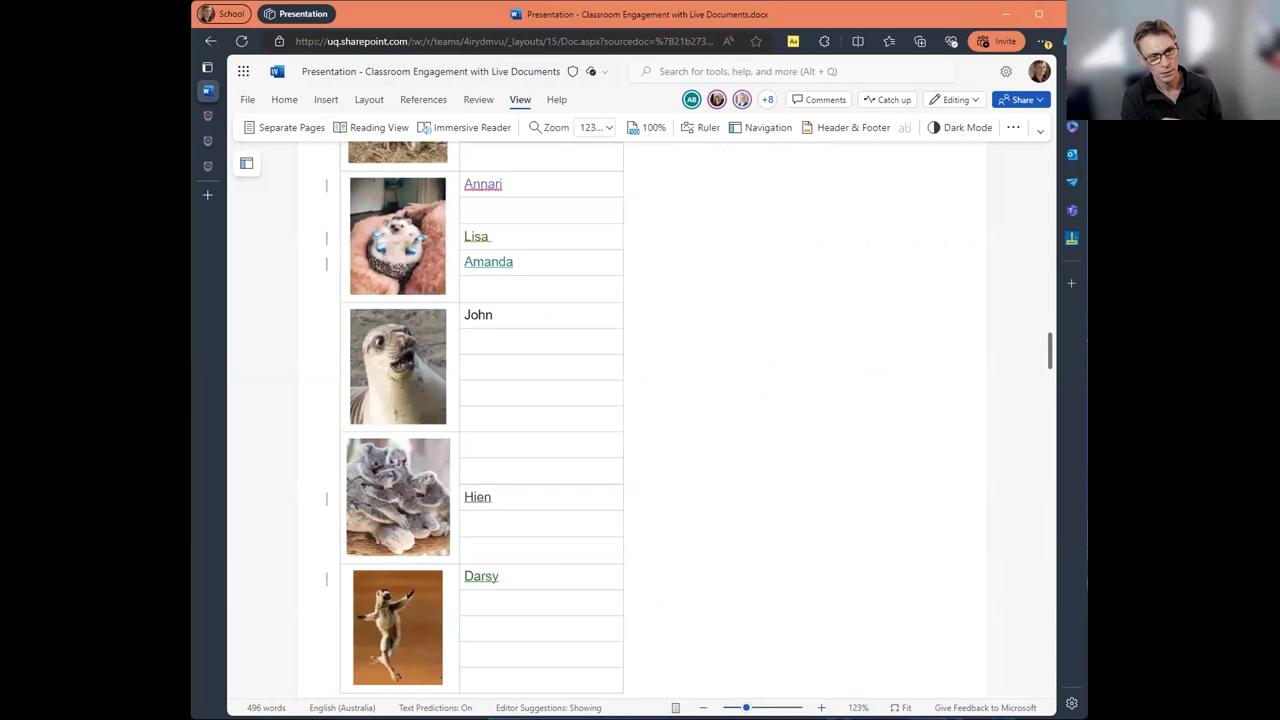 School
Presentation
Presentation - Classroom Engagement with Live Documents.docx
https://uq.sharepoint.com/:w:/r/teams/4irydmvu/_layouts/15/Doc.aspx?sourcedoc=%7B21b273...
Invite
Presentation - Classroom Engagement with Live Documents
Search for tools, help, and more (Alt + Q)
File Home Insert Layout References Review View Help
AB +8 Comments Catch up Editing Share
Separate Pages Reading View Immersive Reader Zoom 123... 100% Ruler Navigation Header & Footer Dark Mode
Annari
Lisa
Amanda
John
Hien
Darsy
496 words English (Australia) Text Predictions: On Editor Suggestions: Showing 123% Fit Give Feedback to Microsoft